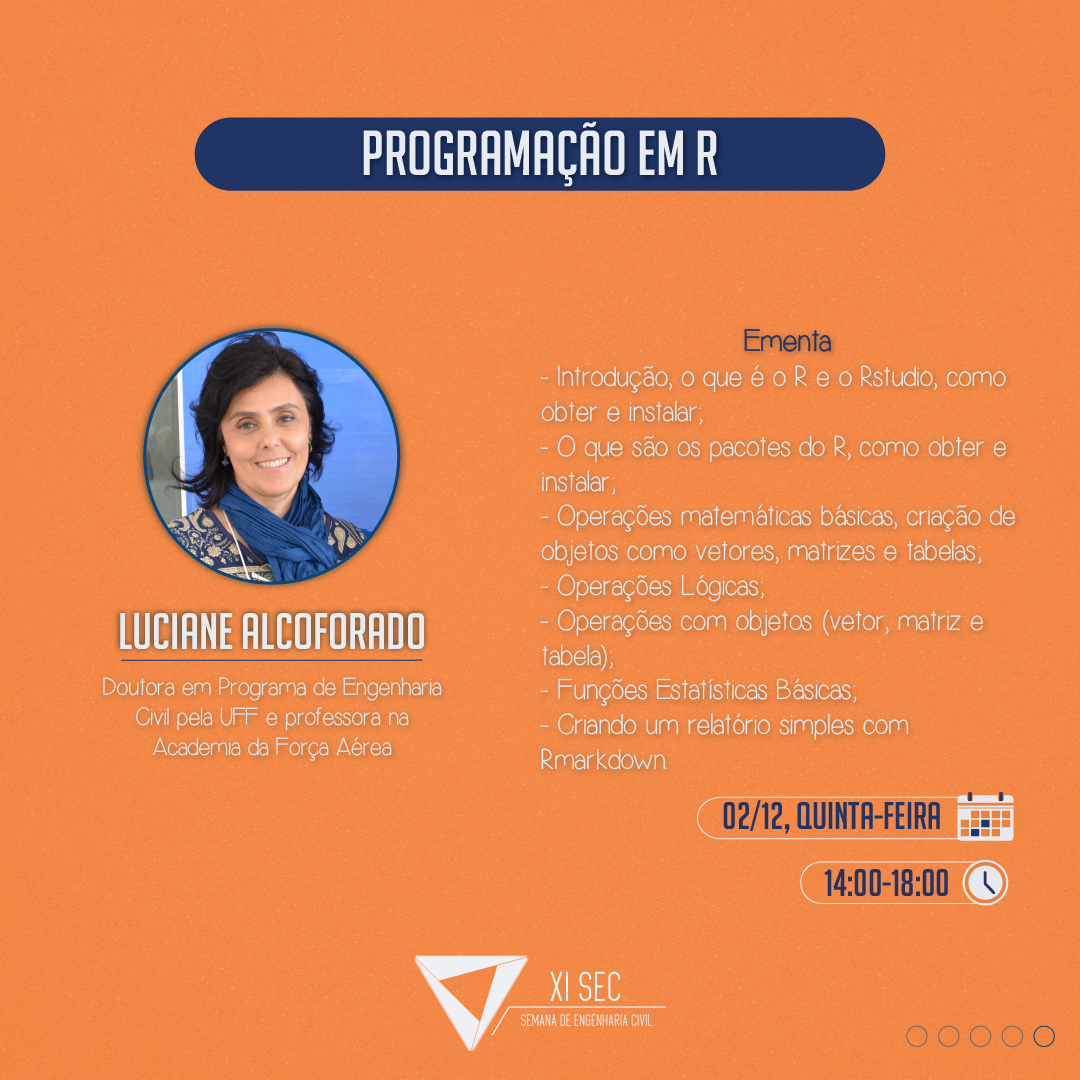 PROGRAMAÇÃO EM R
LUCIANE ALCOFORADO
Doutora em Programa de Engenharia
Civil pela UFF e professora na
Academia da Força Aérea
Ementa
- Introdução, o que é o R e o Rstudio, como
obter e instalar;
- O que são os pacotes do R, como obter e
instalar;
- Operações matemáticas básicas, criação de
objetos como vetores, matrizes e tabelas;
- Operações Lógicas;
- Operações com objetos (vetor, matriz e
tabela);
- Funções Estatísticas Básicas;
- Criando um relatório simples com
Rmarkdown.
02/12, QUINTA-FEIRA
14:00-18:00
XI SEC
SEMANA DE ENGENHARIA CIVIL